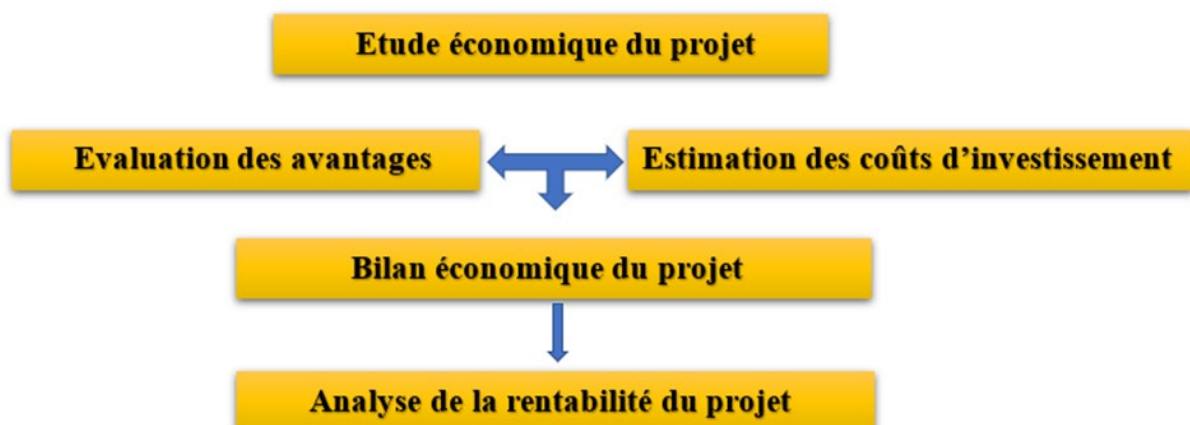 Etude économique du projet
Evaluation des avantages
Estimation des coûts d’investissement
Bilan économique du projet
Analyse de la rentabilité du projet